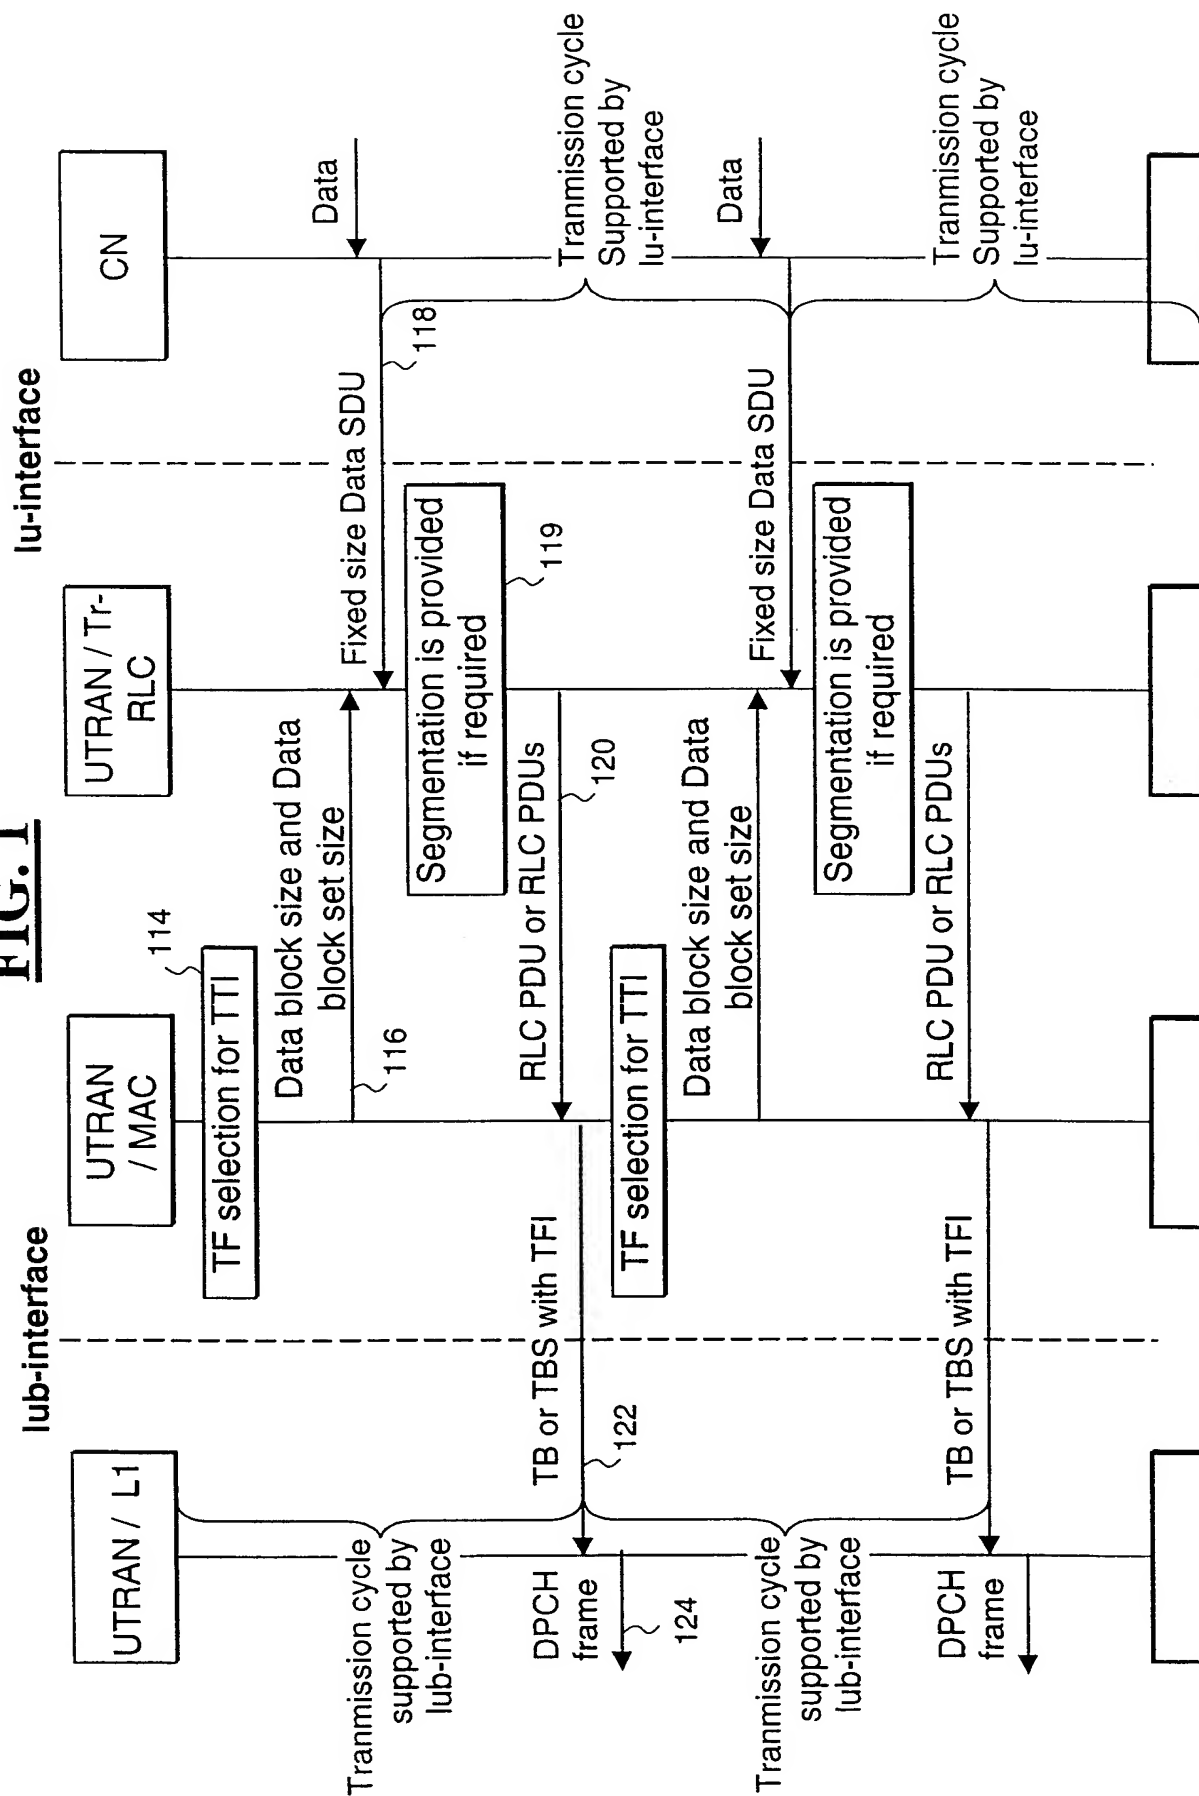 FIG. 1
Iub-interface
Iu-interface
UTRAN / L1
UTRAN
/ MAC
UTRAN / Tr-
RLC
CN
114
TF selection for TTI
Data block size and Data
block set size
116
Data
Fixed size Data SDU
118
Tranmission cycle
supported by
Iub-interface
Segmentation is provided
if required
119
RLC PDU or RLC PDUs
120
Tranmission cycle
Supported by
Iu-interface
TB or TBS with TFI
122
DPCH
frame
124
TF selection for TTI
Data block size and Data
block set size
Data
Fixed size Data SDU
Tranmission cycle
supported by
Iub-interface
Segmentation is provided
if required
RLC PDU or RLC PDUs
Tranmission cycle
Supported by
Iu-interface
TB or TBS with TFI
DPCH
frame